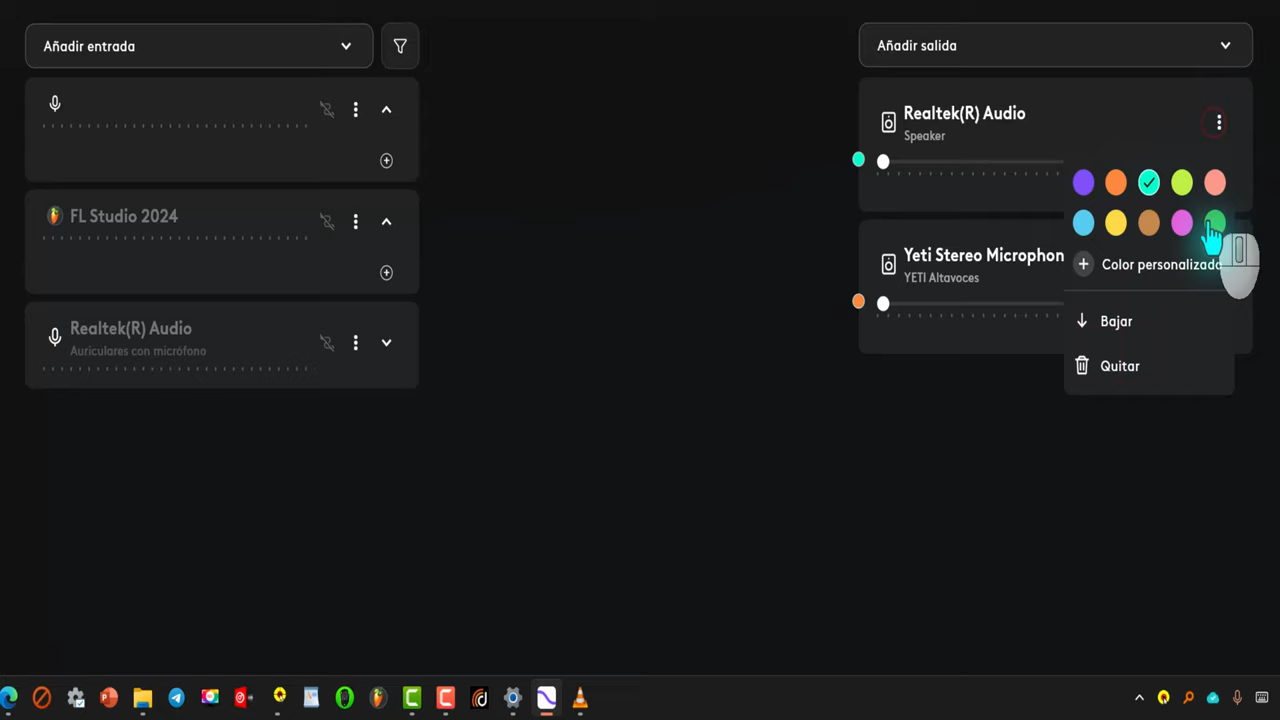 Añadir entrada
FL Studio 2024
Realtek(R) Audio
Auriculares con micrófono
Añadir salida
Realtek(R) Audio
Speaker
Yeti Stereo Microphon
YETI Altavoces
Color personalizado
Bajar
Quitar